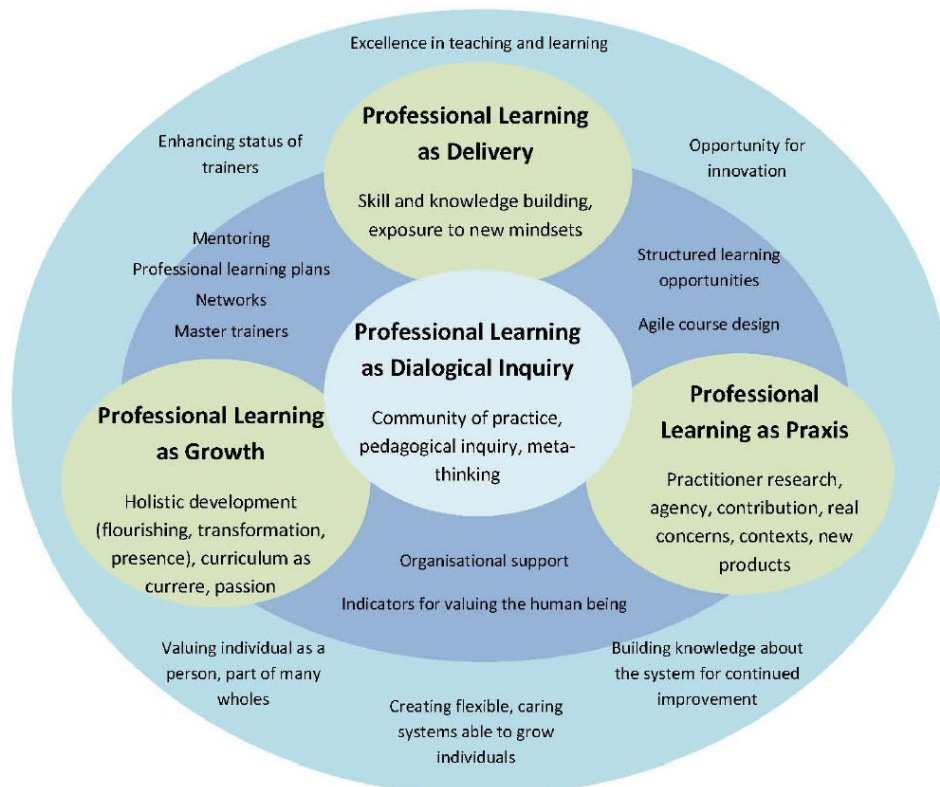 Excellence in teaching and learning
Professional Learning
as Delivery
Skill and knowledge building,
exposure to new mindsets
Enhancing status of
trainers
Opportunity for
innovation
Mentoring
Professional learning plans
Networks
Master trainers
Structured learning
opportunities
Agile course design
Professional Learning
as Dialogical Inquiry
Community of practice,
pedagogical inquiry, meta-
thinking
Professional Learning
as Growth
Holistic development
(flourishing, transformation,
presence), curriculum as
currere, passion
Professional
Learning as Praxis
Practitioner research,
agency, contribution, real
concerns, contexts, new
products
Organisational support
Indicators for valuing the human being
Valuing individual as a
person, part of many
wholes
Creating flexible, caring
systems able to grow
individuals
Building knowledge about
the system for continued
improvement